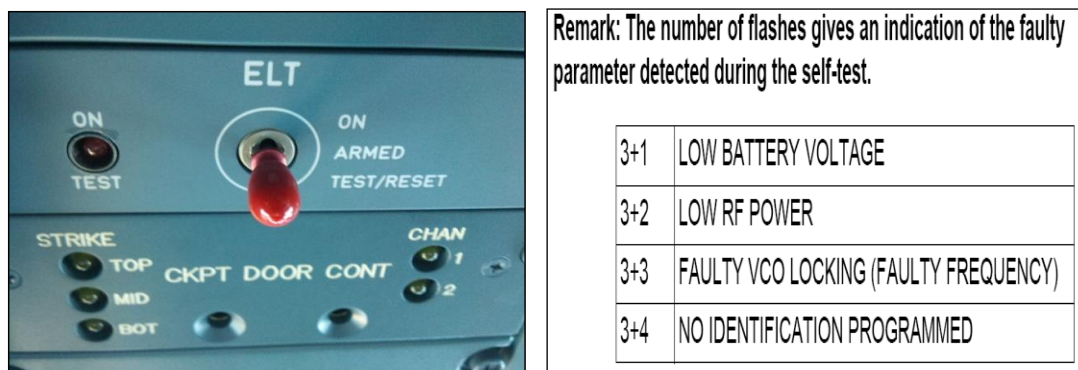 ELT
ON
ON
ARMED
TEST
TEST/RESET
STRIKE
CHAN
TOP
CKPT DOOR CONT
1
MID
2
BOT
Remark: The number of flashes gives an indication of the faulty
parameter detected during the self-test.
3+1 LOW BATTERY VOLTAGE
3+2 LOW RF POWER
3+3 FAULTY VCO LOCKING (FAULTY FREQUENCY)
3+4 NO IDENTIFICATION PROGRAMMED